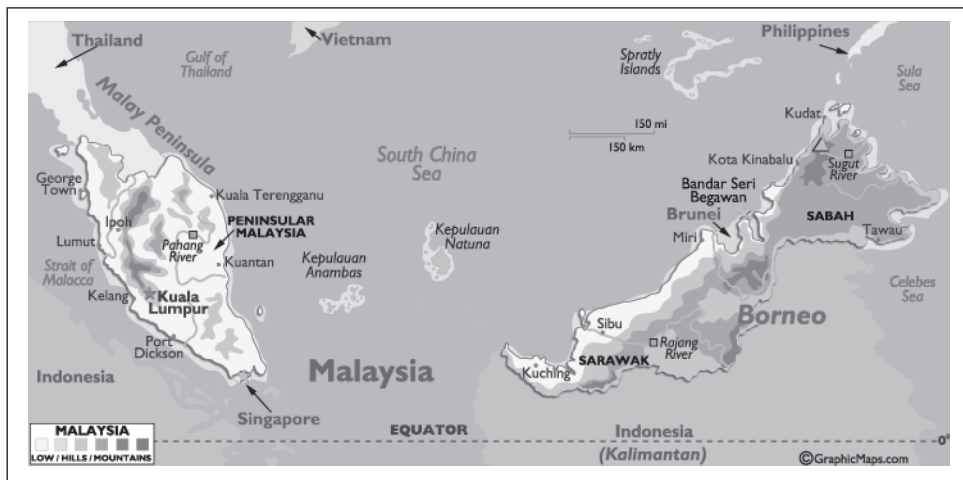 Thailand
Vietnam
Philippines
Gulf of
Thailand
Spratly
Islands
Sulu
Sea
Malay Peninsula
Kudat
150 mi
150 km
South China
Sea
Kota Kinabalu
Sugut
River
George
Town
Kuala Terengganu
Bandar Seri
Begawan
PENINSULAR
MALAYSIA
Brunei
SABAH
Ipoh
Lumut
Pahang
River
Kepulauan
Natuna
Miri
Tawau
Strait of
Malacca
Kuantan
Kepulauan
Anambas
Celebes
Sea
Kelang
Kuala
Lumpur
Borneo
Sibu
Port
Dickson
Rajang
River
SARAWAK
Indonesia
Malaysia
Kuching
Singapore
MALAYSIA
LOW / HILLS / MOUNTAINS
EQUATOR
Indonesia
(Kalimantan)
0°
©GraphicMaps.com